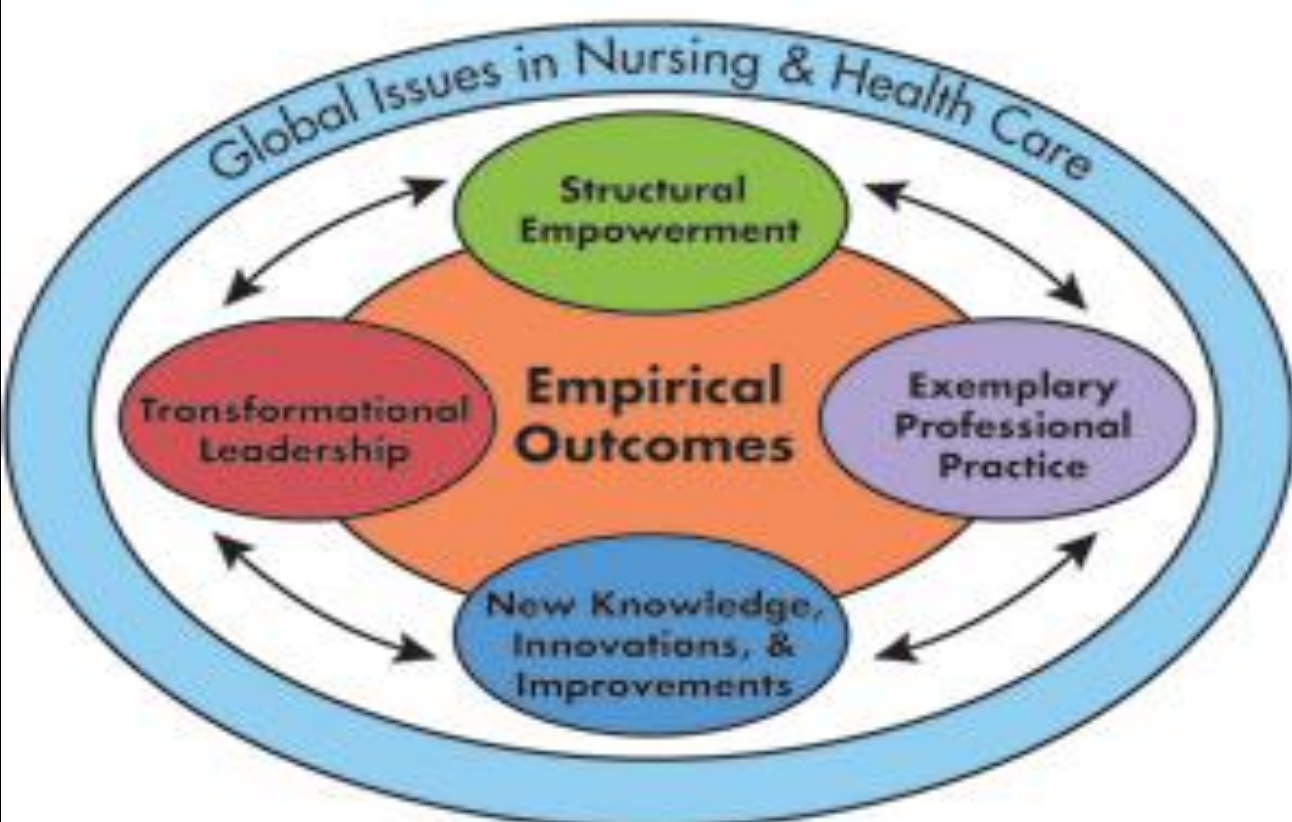 Global Issues in Nursing & Health Care
Structural
Empowerment
Transformational
Leadership
Empirical
Outcomes
Exemplary
Professional
Practice
New Knowledge,
Innovations, &
Improvements